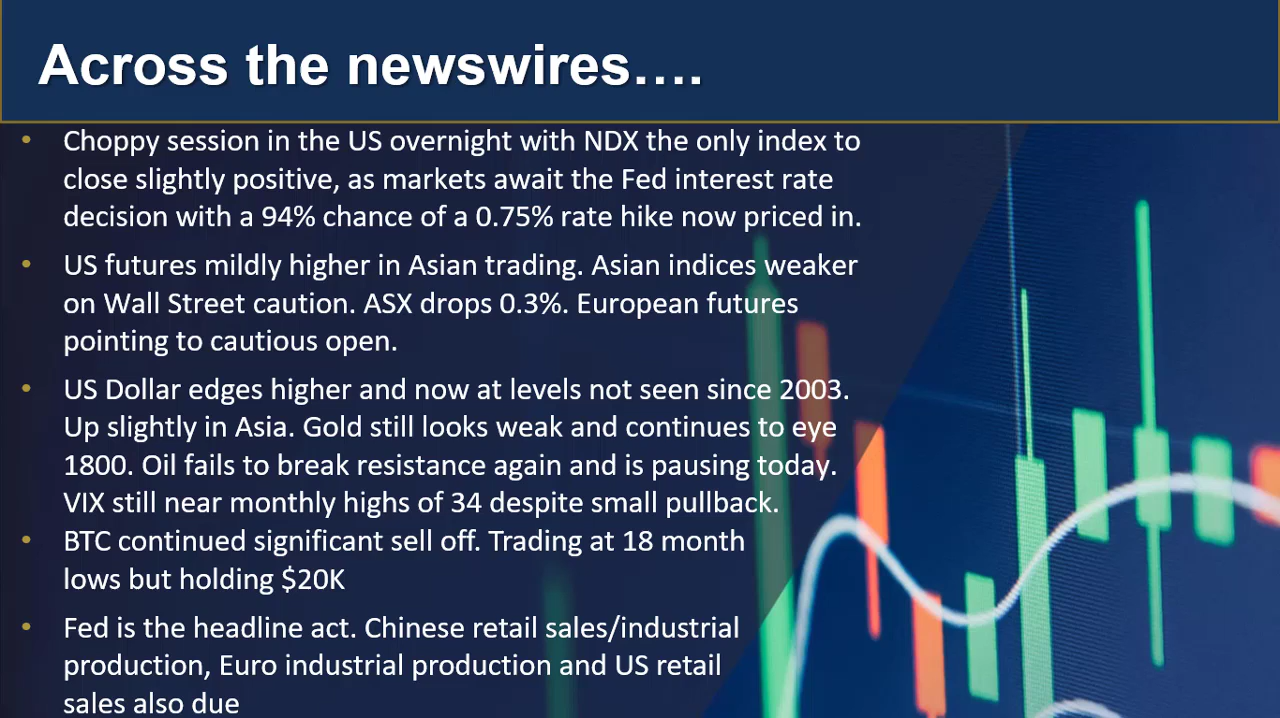 Across the newswires….
• Choppy session in the US overnight with NDX the only index to
close slightly positive, as markets await the Fed interest rate
decision with a 94% chance of a 0.75% rate hike now priced in.
• US futures mildly higher in Asian trading. Asian indices weaker
on Wall Street caution. ASX drops 0.3%. European futures
pointing to cautious open.
• US Dollar edges higher and now at levels not seen since 2003.
Up slightly in Asia. Gold still looks weak and continues to eye
1800. Oil fails to break resistance again and is pausing today.
VIX still near monthly highs of 34 despite small pullback.
• BTC continued significant sell off. Trading at 18 month
lows but holding $20K
• Fed is the headline act. Chinese retail sales/industrial
production, Euro industrial production and US retail
sales also due